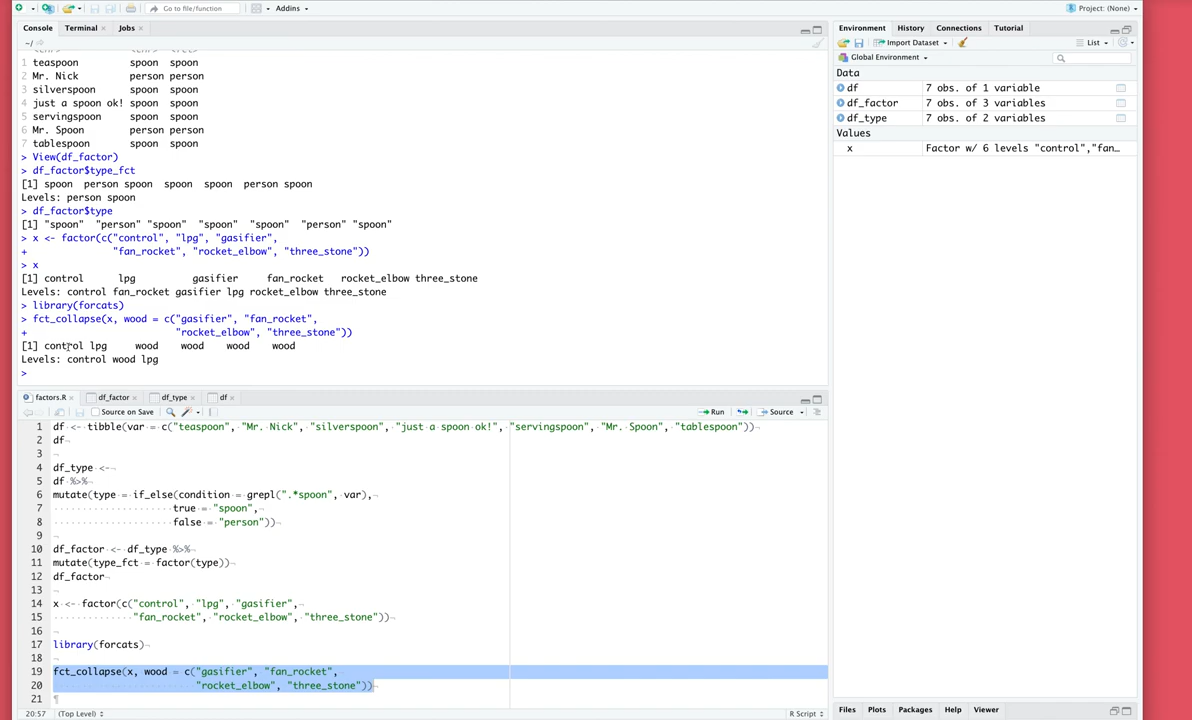 Go to file/function
Addins
Project: (None)
Console Terminal Jobs
~/
1 teaspoon spoon spoon
2 Mr. Nick person person
3 silverspoon spoon spoon
4 just a spoon ok! spoon spoon
5 servingspoon spoon spoon
6 Mr. Spoon person person
7 tablespoon spoon spoon
> View(df_factor)
> df_factor$type_fct
[1] spoon person spoon spoon spoon person spoon
Levels: person spoon
> df_factor$type
[1] "spoon" "person" "spoon" "spoon" "spoon" "person" "spoon"
> x <- factor(c("control", "lpg", "gasifier",
+ "fan_rocket", "rocket_elbow", "three_stone"))
> x
[1] control lpg gasifier fan_rocket rocket_elbow three_stone
Levels: control fan_rocket gasifier lpg rocket_elbow three_stone
> library(forcats)
> fct_collapse(x, wood = c("gasifier", "fan_rocket",
+ "rocket_elbow", "three_stone"))
[1] control lpg wood wood wood wood
Levels: control wood lpg
>
factors.R df_factor df_type df
Source on Save Run Source
1 df <- tibble(var = c("teaspoon", "Mr. Nick", "silverspoon", "just a spoon ok!", "servingspoon", "Mr. Spoon", "tablespoon"))
2 df
3
4 df_type <-
5 df %>%
6 mutate(type = if_else(condition = grepl(".*spoon", var),
7 true = "spoon",
8 false = "person"))
9
10 df_factor <- df_type %>%
11 mutate(type_fct = factor(type))
12 df_factor
13
14 x <- factor(c("control", "lpg", "gasifier",
15 "fan_rocket", "rocket_elbow", "three_stone"))
16
17 library(forcats)
18
19 fct_collapse(x, wood = c("gasifier", "fan_rocket",
20 "rocket_elbow", "three_stone"))
21
20:57 (Top Level) R Script
Environment History Connections Tutorial
Import Dataset List
Global Environment
Data
df 7 obs. of 1 variable
df_factor 7 obs. of 3 variables
df_type 7 obs. of 2 variables
Values
x Factor w/ 6 levels "control","fan…
Files Plots Packages Help Viewer